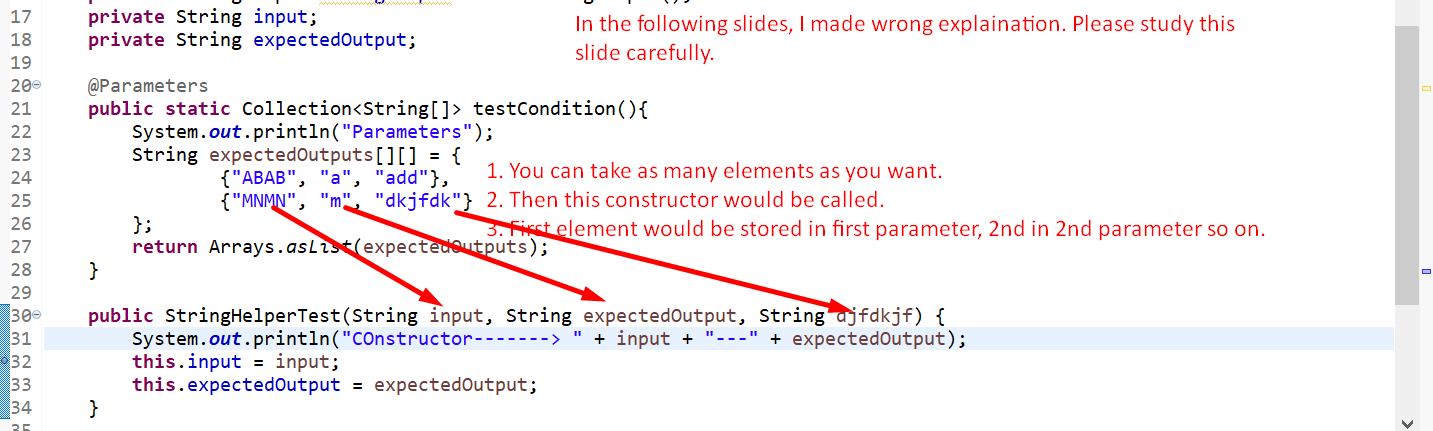 17 private String input;
18 private String expectedOutput;
In the following slides, I made wrong explaination. Please study this
slide carefully.
19
20 @Parameters
21 public static Collection<String[]> testCondition(){
22 System.out.println("Parameters");
23 String expectedOutputs[][] = {
24 {"ABAB", "a", "add"},
25 {"MNMN", "m", "dkjfdk"}
1. You can take as many elements as you want.
2. Then this constructor would be called.
3. First element would be stored in first parameter, 2nd in 2nd parameter so on.
26 };
27 return Arrays.asList(expectedOutputs);
28 }
29
30 public StringHelperTest(String input, String expectedOutput, String djfdkjf) {
31 System.out.println("COnstructor-------> " + input + "---" + expectedOutput);
32 this.input = input;
33 this.expectedOutput = expectedOutput;
34 }
35